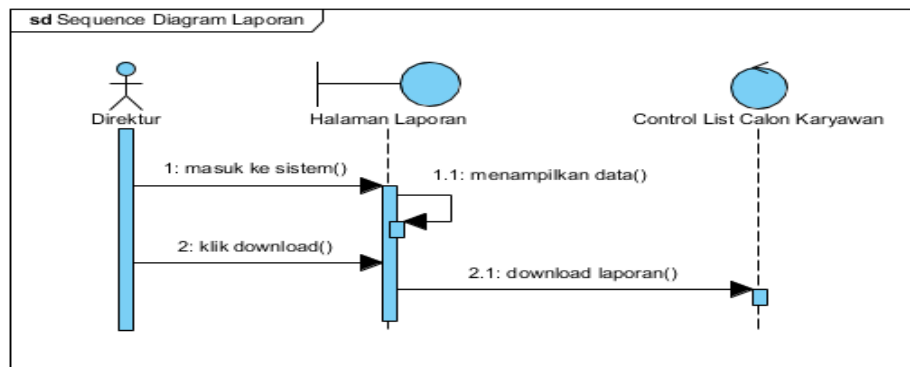 sd Sequence Diagram Laporan
Direktur
Halaman Laporan
Control List Calon Karyawan
1: masuk ke sistem()
1.1: menampilkan data()
2: klik download()
2.1: download laporan()